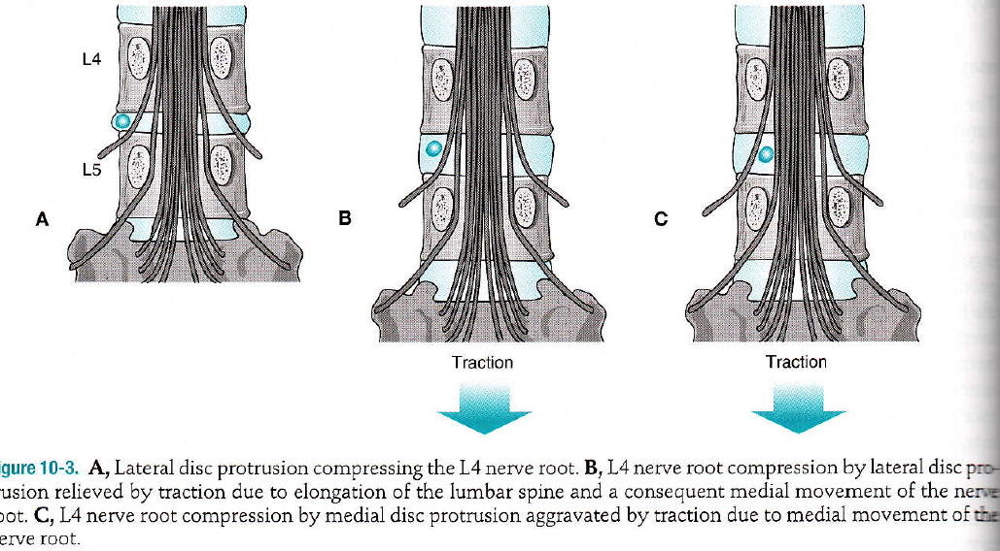 L4
L5
A
B
C
Traction
Traction
igure 10-3. A, Lateral disc protrusion compressing the L4 nerve root. B, L4 nerve root compression by lateral disc pro-
rusion relieved by traction due to elongation of the lumbar spine and a consequent medial movement of the nerve
oot. C, L4 nerve root compression by medial disc protrusion aggravated by traction due to medial movement of the
erve root.